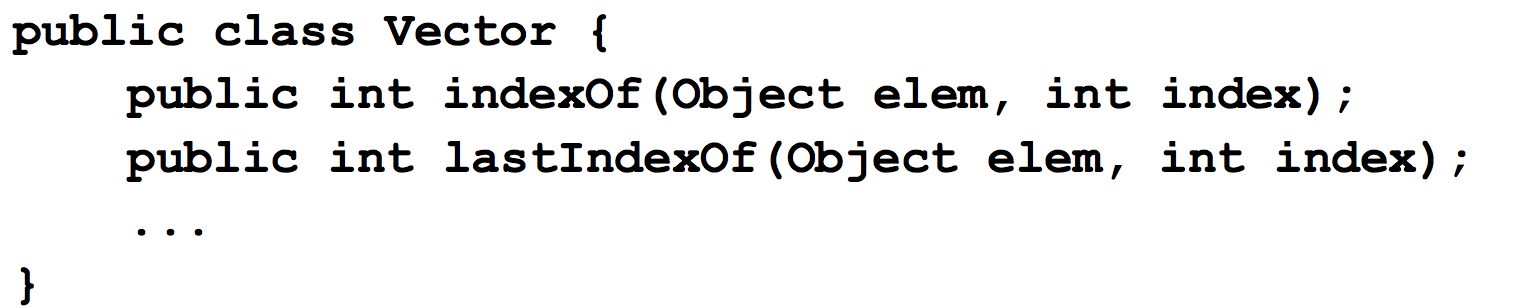 public class Vector {
    public int indexOf(Object elem, int index);
    public int lastIndexOf(Object elem, int index);
    ...
}